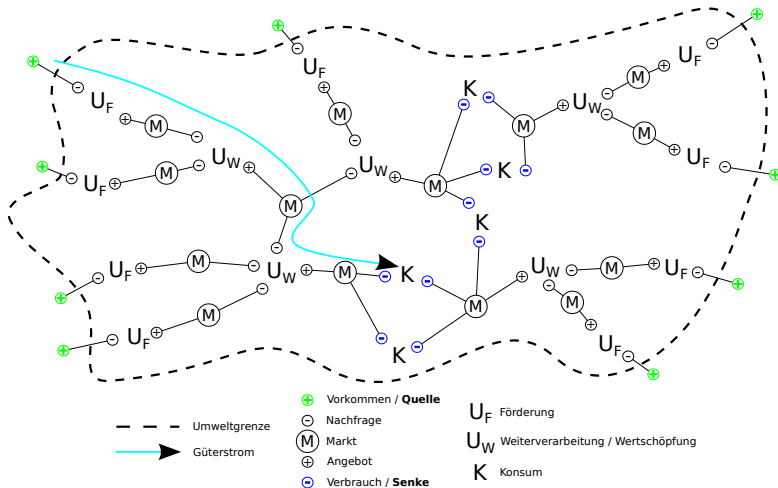 U_F
U_F
U_F
K
U_W
M
M
M
M
M
U_W
M
U_W
K
U_F
U_F
M
M
M
K
U_F
M
U_W
M
K
M
U_W
M
U_F
M
M
U_F
K
U_F
Vorkommen / Quelle
Umweltgrenze
Nachfrage
U_F Förderung
M Markt
U_W Weiterverarbeitung / Wertschöpfung
Güterstrom
Angebot
K Konsum
Verbrauch / Senke